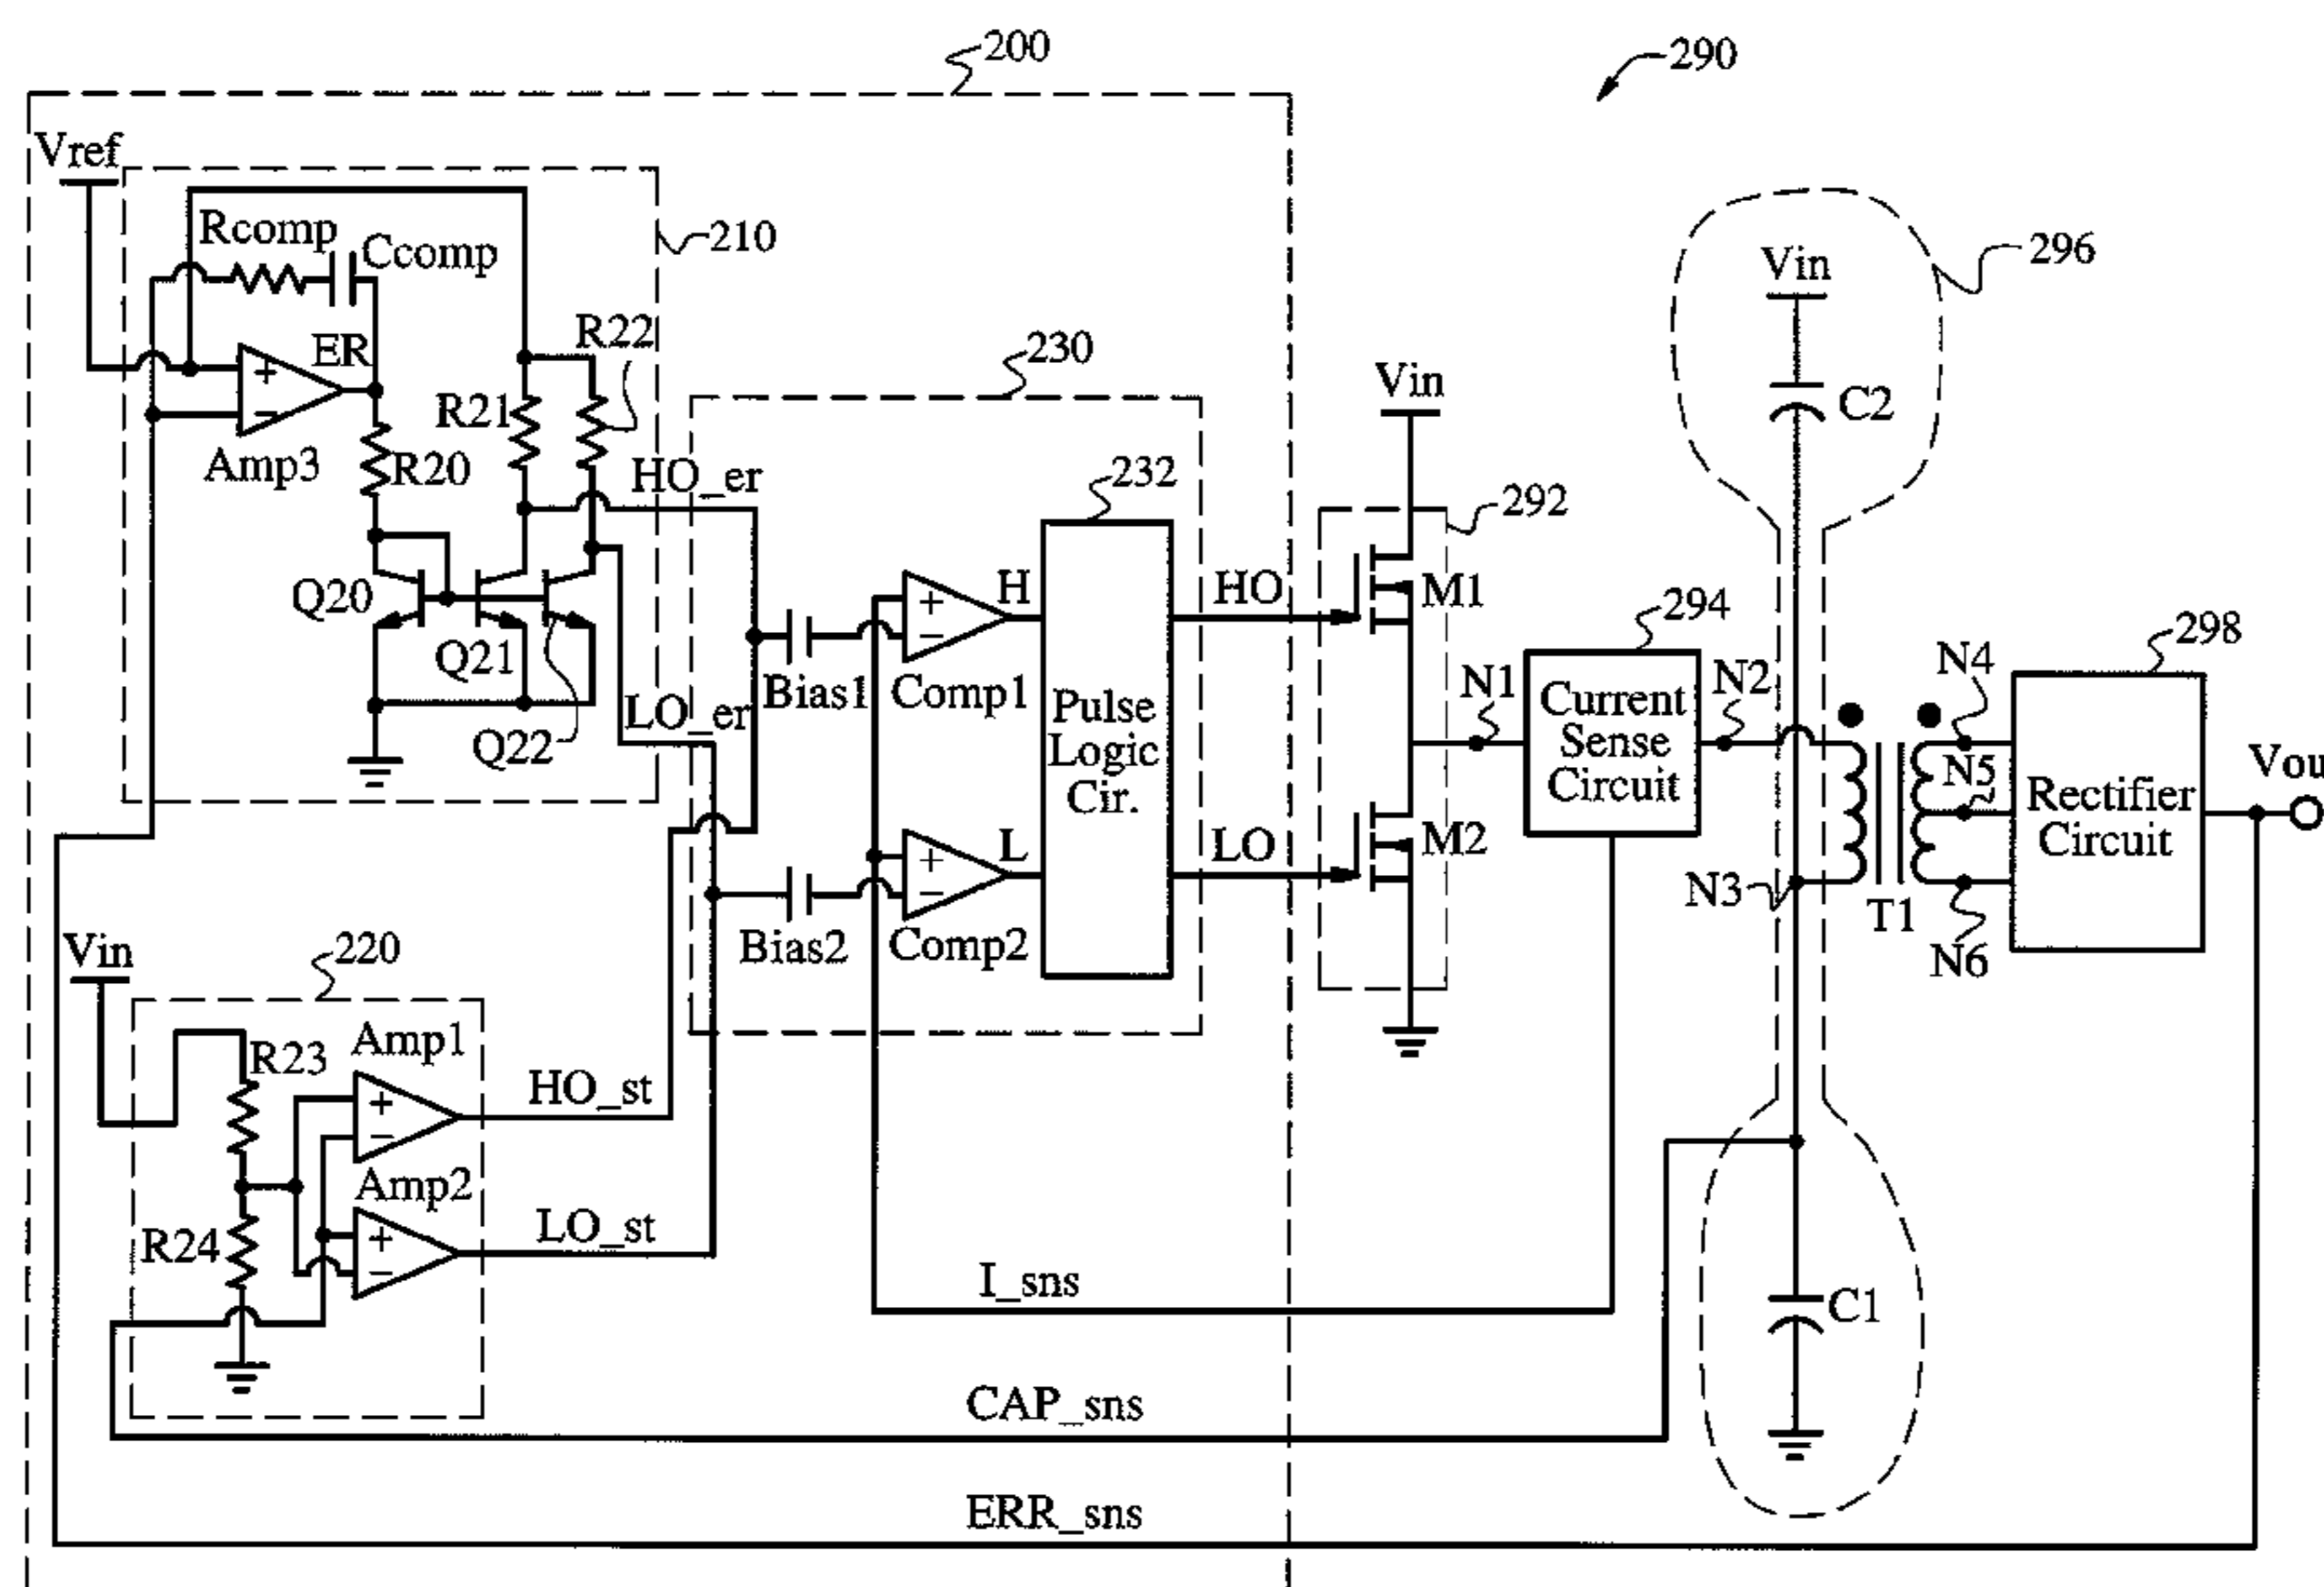 200
290
Vref
210
Rcomp
Ccomp
296
Vin
ER
R22
230
+
−
Amp3
R21
R20
Vin
C2
HO_er
232
292
Q20
Q21
Q22
LO_er
Bias1
+
−
Comp1
H
Pulse
Logic
Cir.
HO
M1
294
N1
Current
Sense
Circuit
N2
N4
298
N5
Rectifier
Circuit
Vou
Bias2
+
−
Comp2
L
LO
M2
N3
T1
N6
Vin
220
R23
Amp1
+
−
HO_st
Amp2
R24
+
−
LO_st
I_sns
C1
CAP_sns
ERR_sns